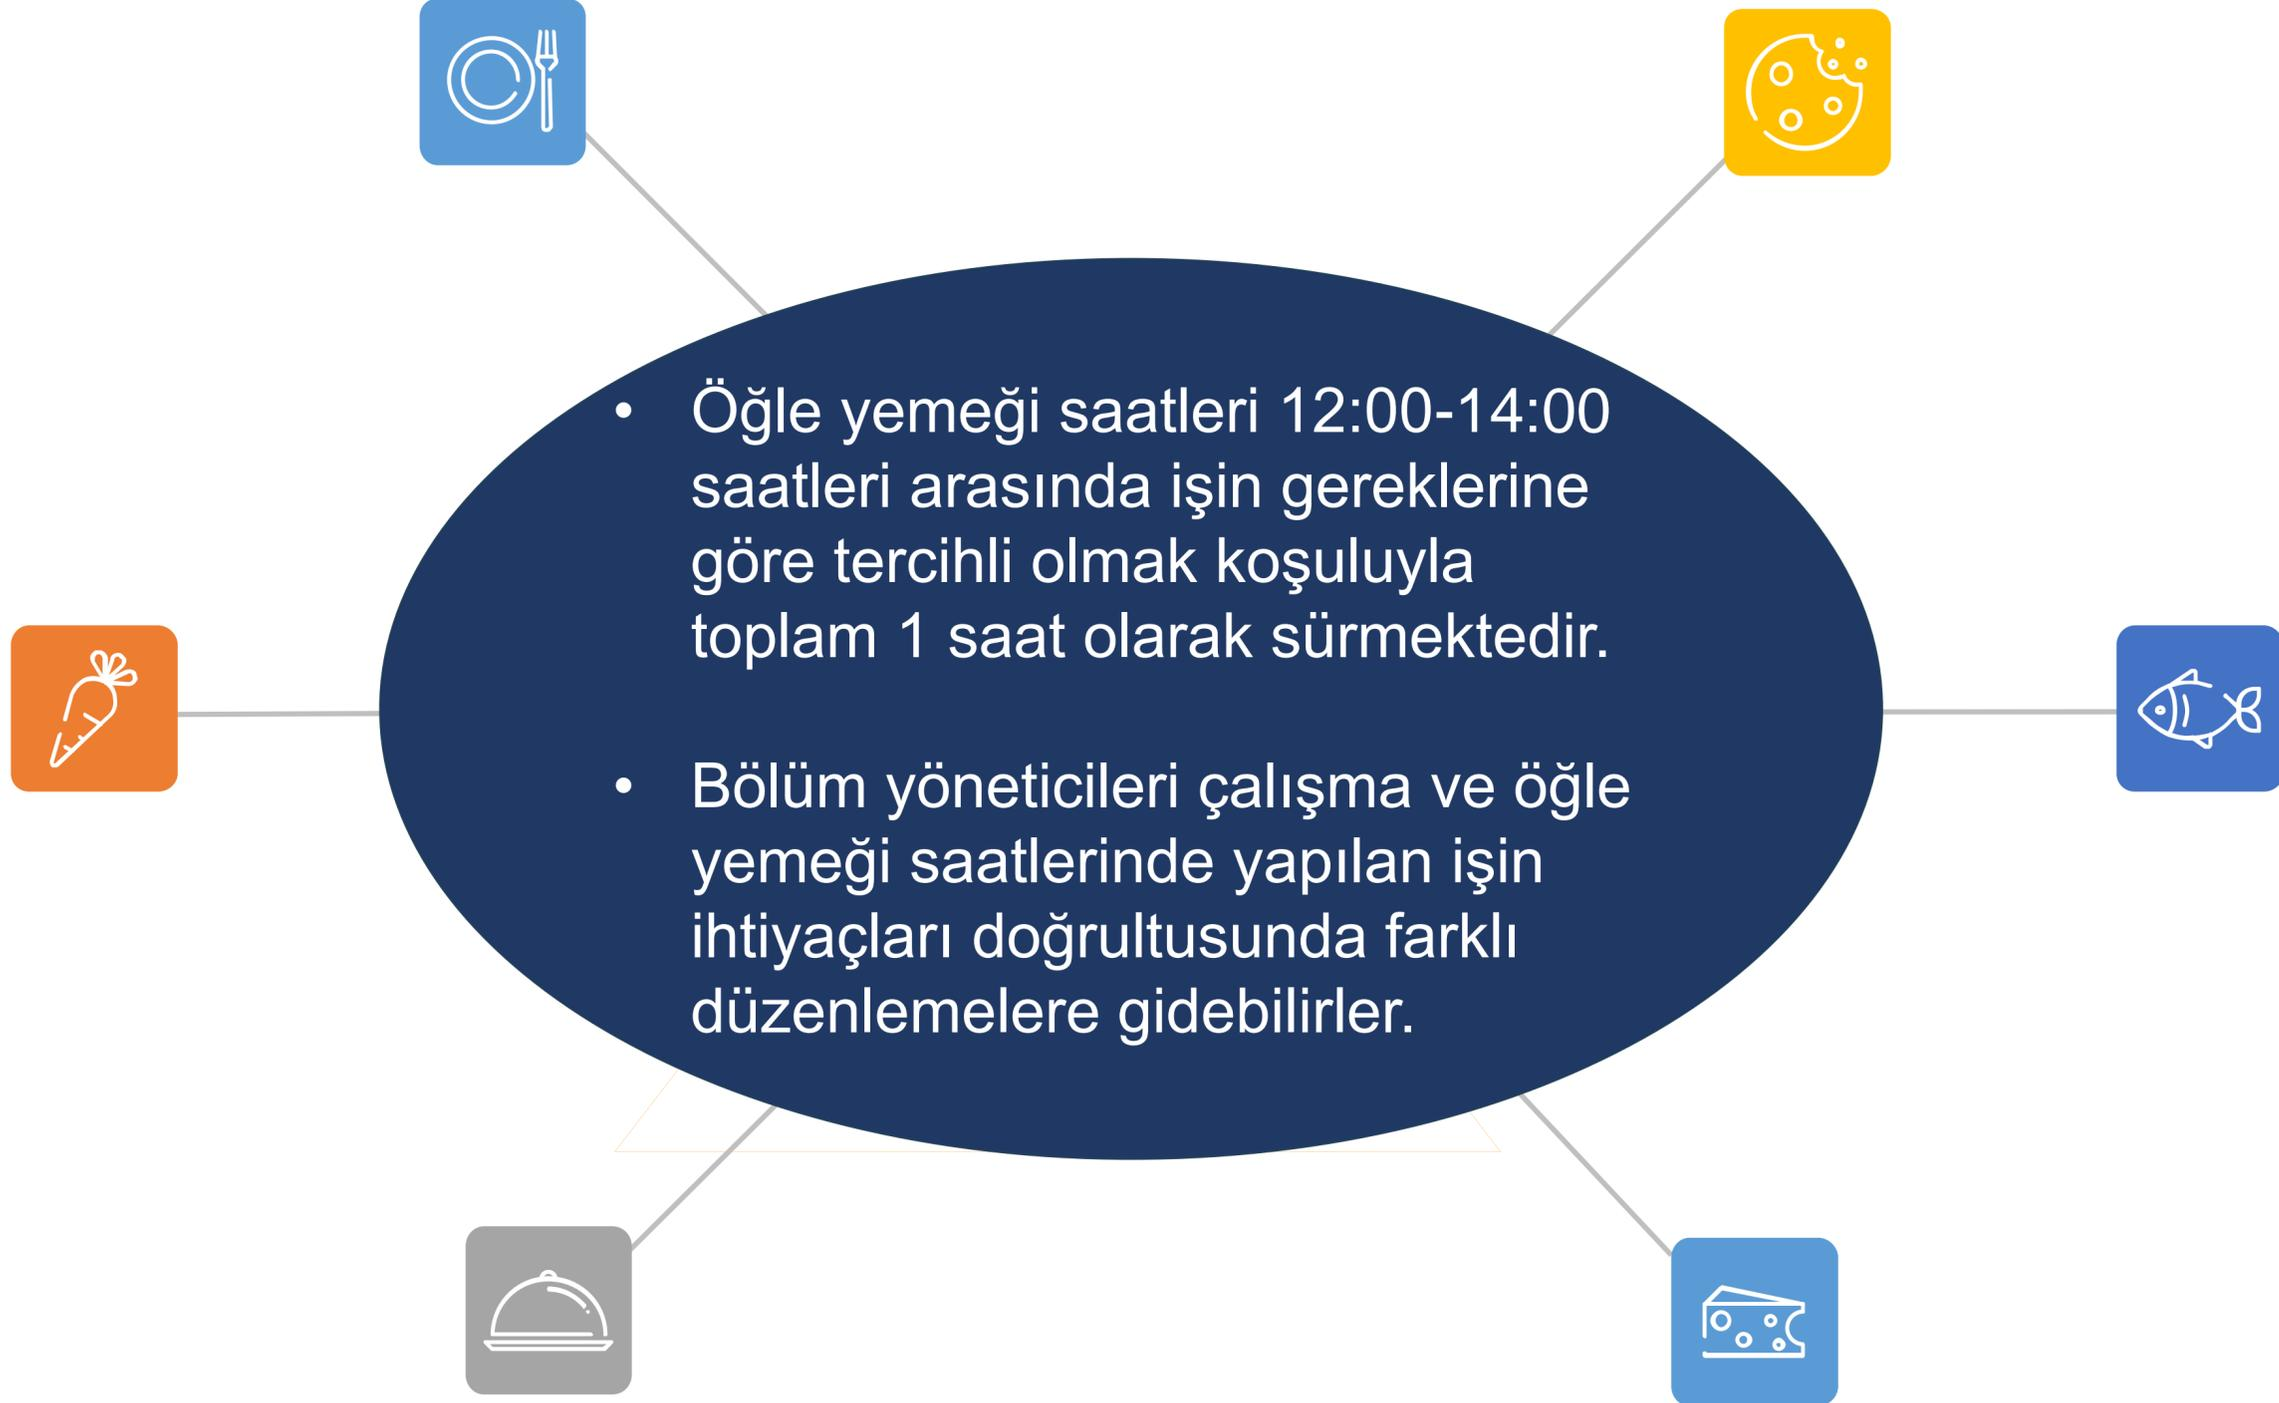 • Öğle yemeği saatleri 12:00-14:00
saatleri arasında işin gereklerine
göre tercihli olmak koşuluyla
toplam 1 saat olarak sürmektedir.
• Bölüm yöneticileri çalışma ve öğle
yemeği saatlerinde yapılan işin
ihtiyaçları doğrultusunda farklı
düzenlemelere gidebilirler.